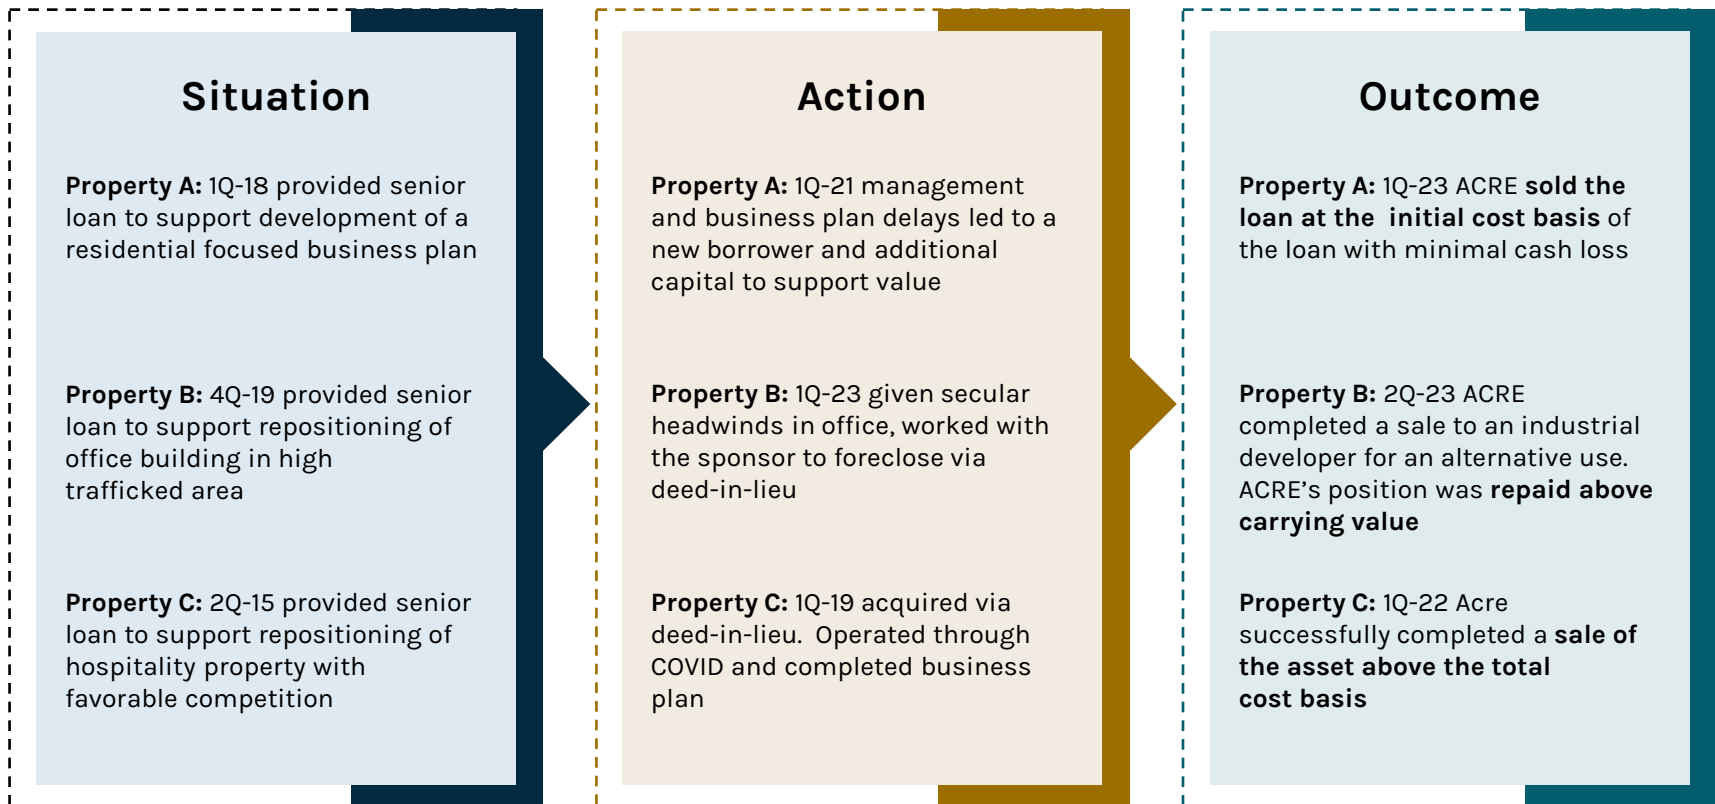 Situation
Property A: 1Q-18 provided senior
loan to support development of a
residential focused business plan
Property B: 4Q-19 provided senior
loan to support repositioning of
office building in high
trafficked area
Property C: 2Q-15 provided senior
loan to support repositioning of
hospitality property with
favorable competition
Action
Property A: 1Q-21 management
and business plan delays led to a
new borrower and additional
capital to support value
Property B: 1Q-23 given secular
headwinds in office, worked with
the sponsor to foreclose via
deed-in-lieu
Property C: 1Q-19 acquired via
deed-in-lieu.  Operated through
COVID and completed business
plan
Outcome
Property A: 1Q-23 ACRE sold the
loan at the  initial cost basis of
the loan with minimal cash loss
Property B: 2Q-23 ACRE
completed a sale to an industrial
developer for an alternative use.
ACRE’s position was repaid above
carrying value
Property C: 1Q-22 Acre
successfully completed a sale of
the asset above the total
cost basis